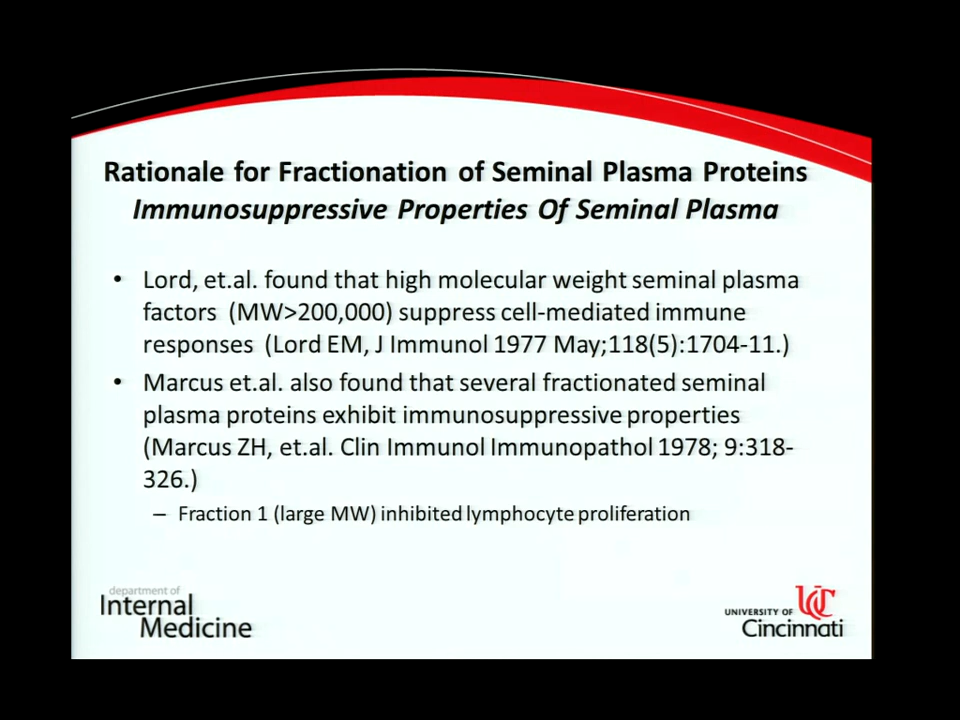 Rationale for Fractionation of Seminal Plasma Proteins
Immunosuppressive Properties Of Seminal Plasma
• Lord, et.al. found that high molecular weight seminal plasma
factors (MW>200,000) suppress cell-mediated immune
responses (Lord EM, J Immunol 1977 May;118(5):1704-11.)
• Marcus et.al. also found that several fractionated seminal
plasma proteins exhibit immunosuppressive properties
(Marcus ZH, et.al. Clin Immunol Immunopathol 1978; 9:318-
326.)
– Fraction 1 (large MW) inhibited lymphocyte proliferation
department of
Internal
Medicine
UC
UNIVERSITY OF
Cincinnati